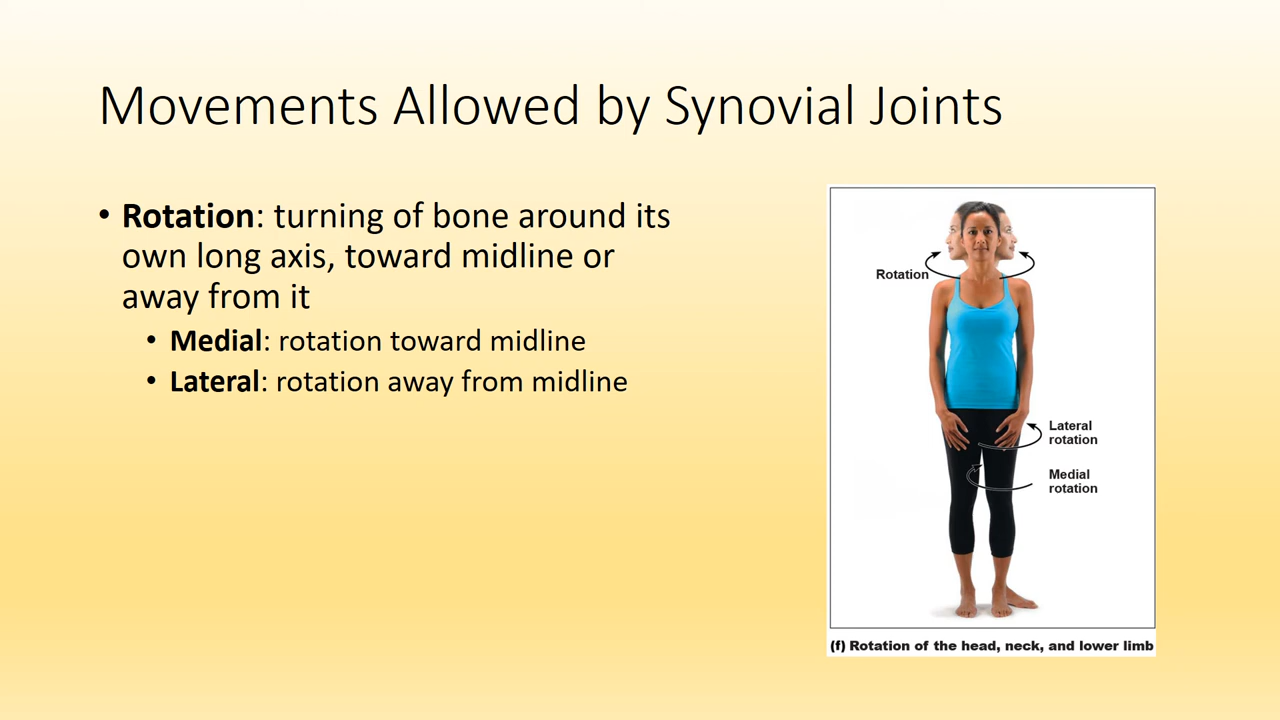 Movements Allowed by Synovial Joints
• Rotation: turning of bone around its
own long axis, toward midline or
away from it
• Medial: rotation toward midline
• Lateral: rotation away from midline
Rotation
Lateral
rotation
Medial
rotation
(f) Rotation of the head, neck, and lower limb